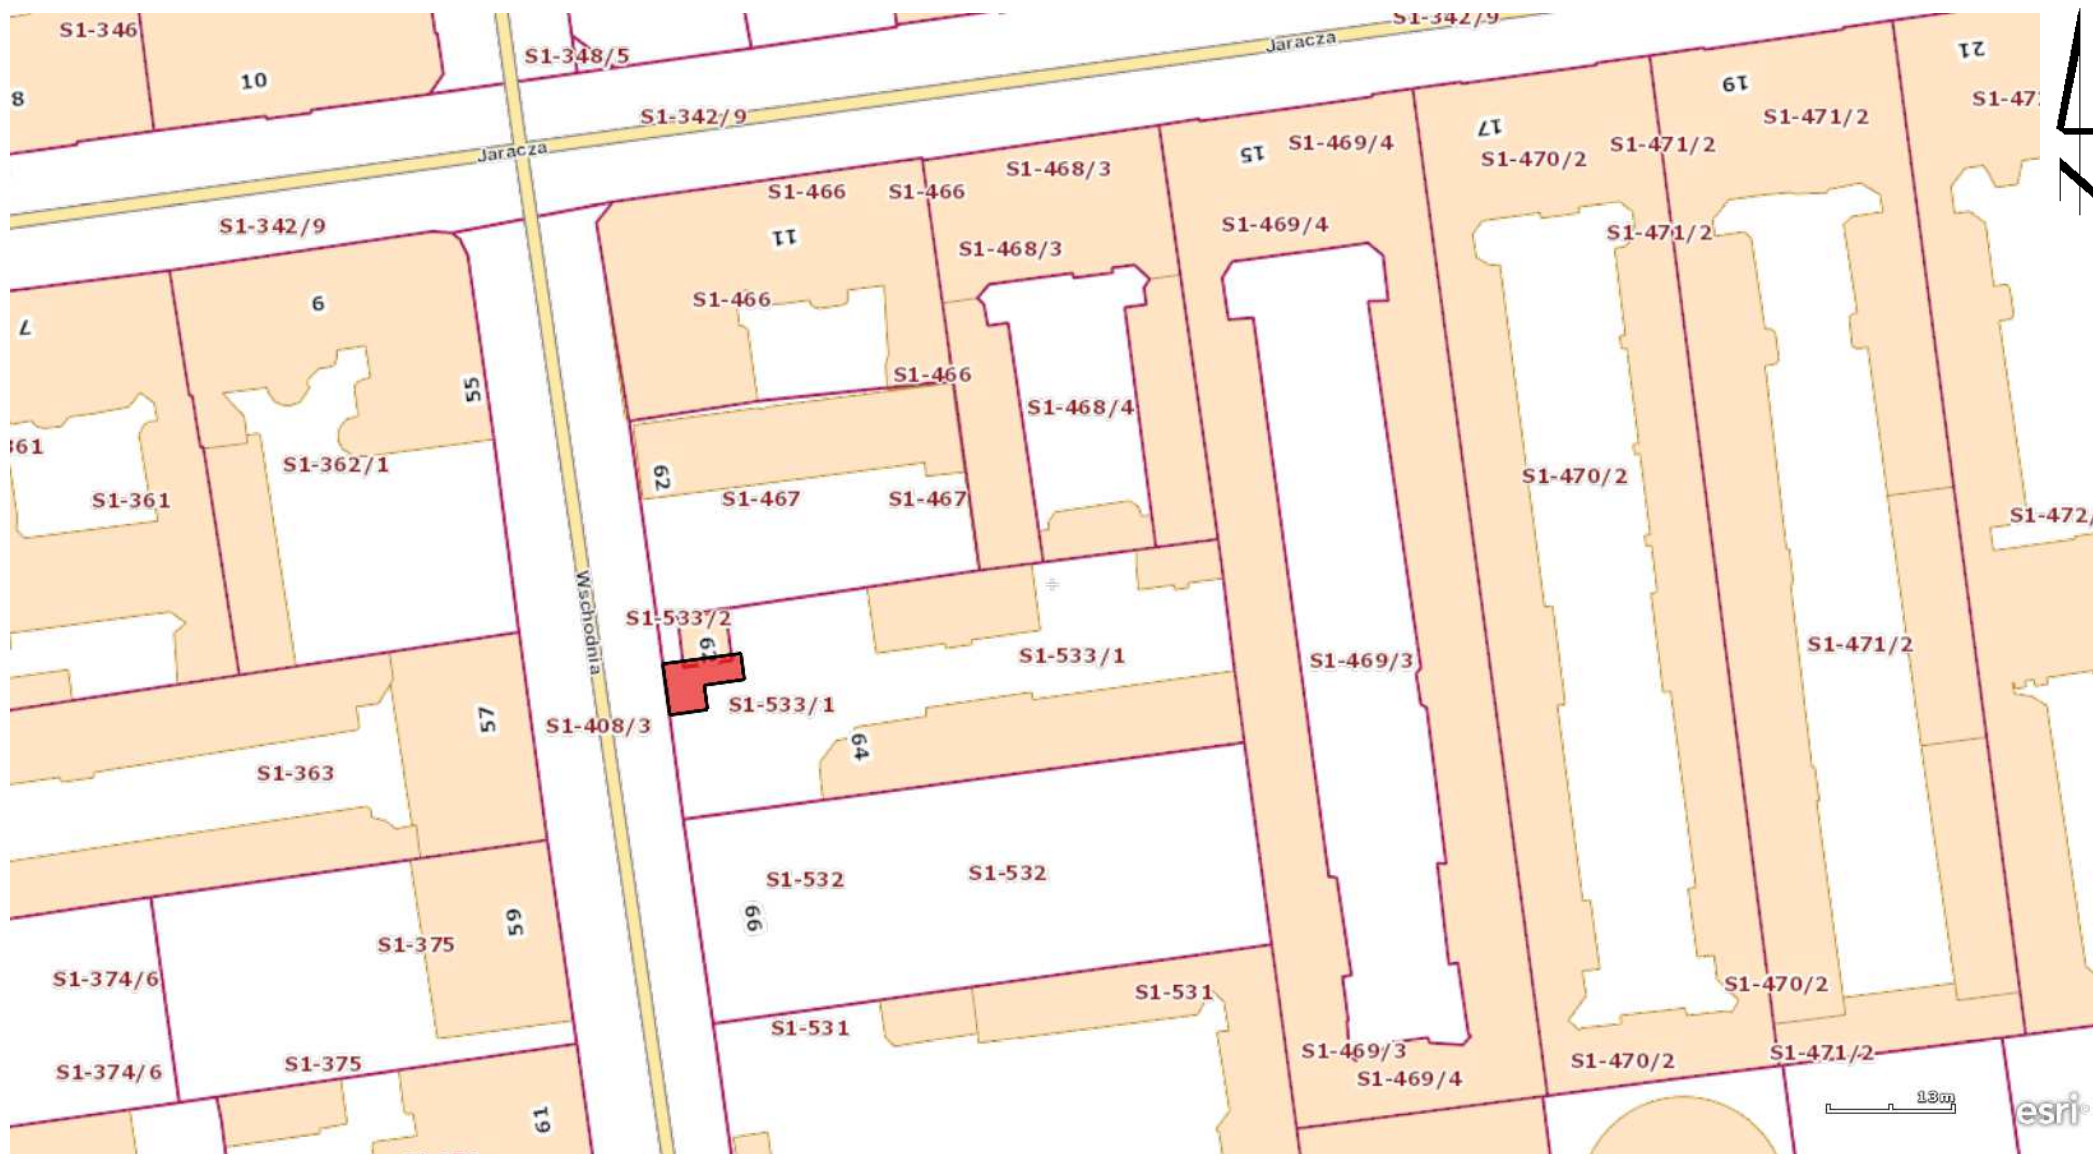 S1-346
S1-348/5
S1-342/9
Jaracza
10
8
S1-342/9
Jaracza
S1-342/9
21
19
S1-471/2
17
S1-471/2
S1-470/2
15
S1-469/4
S1-468/3
S1-466
S1-466
11
S1-468/3
S1-469/4
S1-471/2
6
7
S1-466
55
S1-466
S1-468/4
361
S1-362/1
S1-361
62
S1-467
S1-467
S1-470/2
S1-472/
Wschodnia
S1-533/2
62
S1-533/1
S1-469/3
S1-471/2
57
S1-408/3
S1-533/1
64
S1-363
S1-532
S1-532
66
59
S1-375
S1-374/6
S1-531
S1-531
S1-470/2
S1-469/3
S1-469/4
S1-470/2
S1-471/2
S1-375
S1-374/6
61
13m
esri